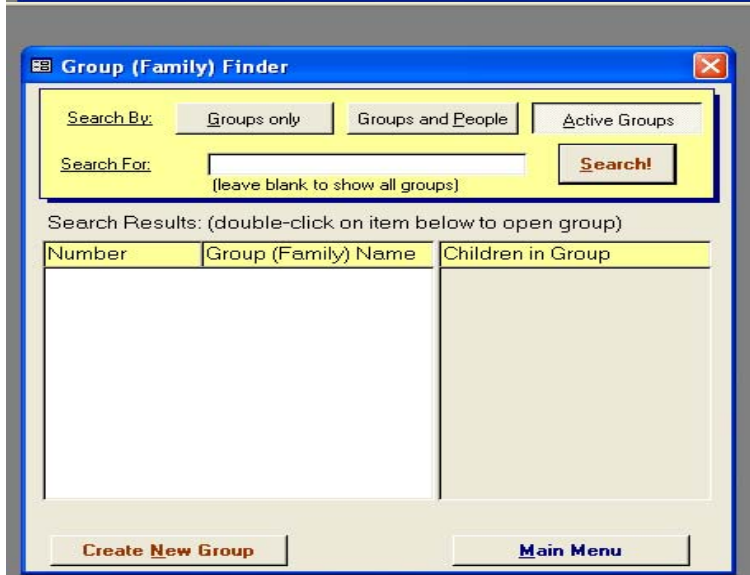 Group (Family) Finder
Search By: Groups only Groups and People Active Groups
Search For: Search!
(leave blank to show all groups)
Search Results: (double-click on item below to open group)
Number Group (Family) Name Children in Group
Create New Group Main Menu